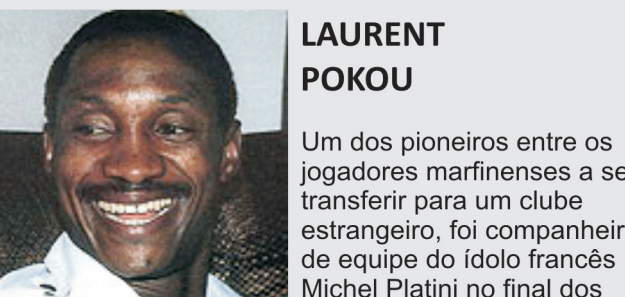 LAURENT
POKOU
Um dos pioneiros entre os
jogadores marfinenses a se
transferir para um clube
estrangeiro, foi companheir
de equipe do ídolo francês
Michel Platini no final dos